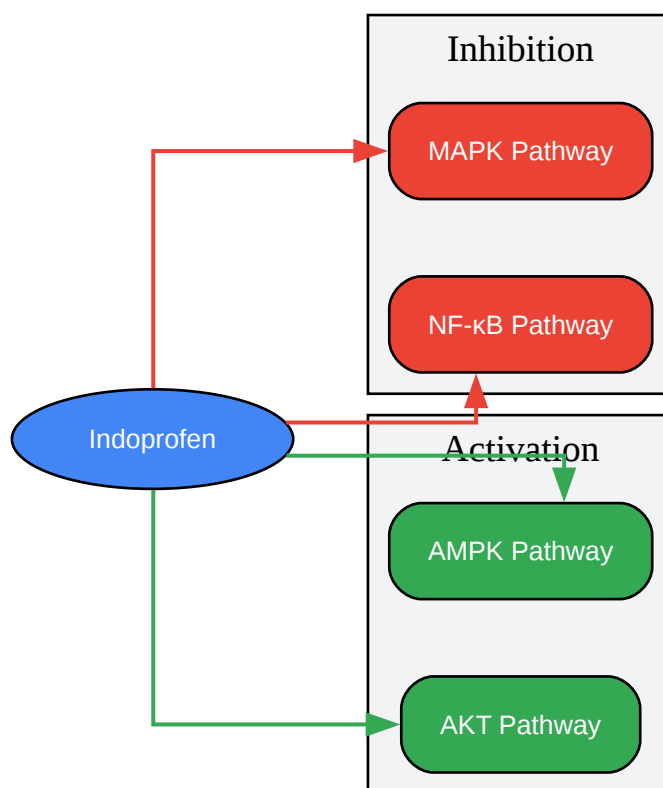 Inhibition
MAPK Pathway
NF-κB Pathway
Indoprofen
Activation
AMPK Pathway
AKT Pathway